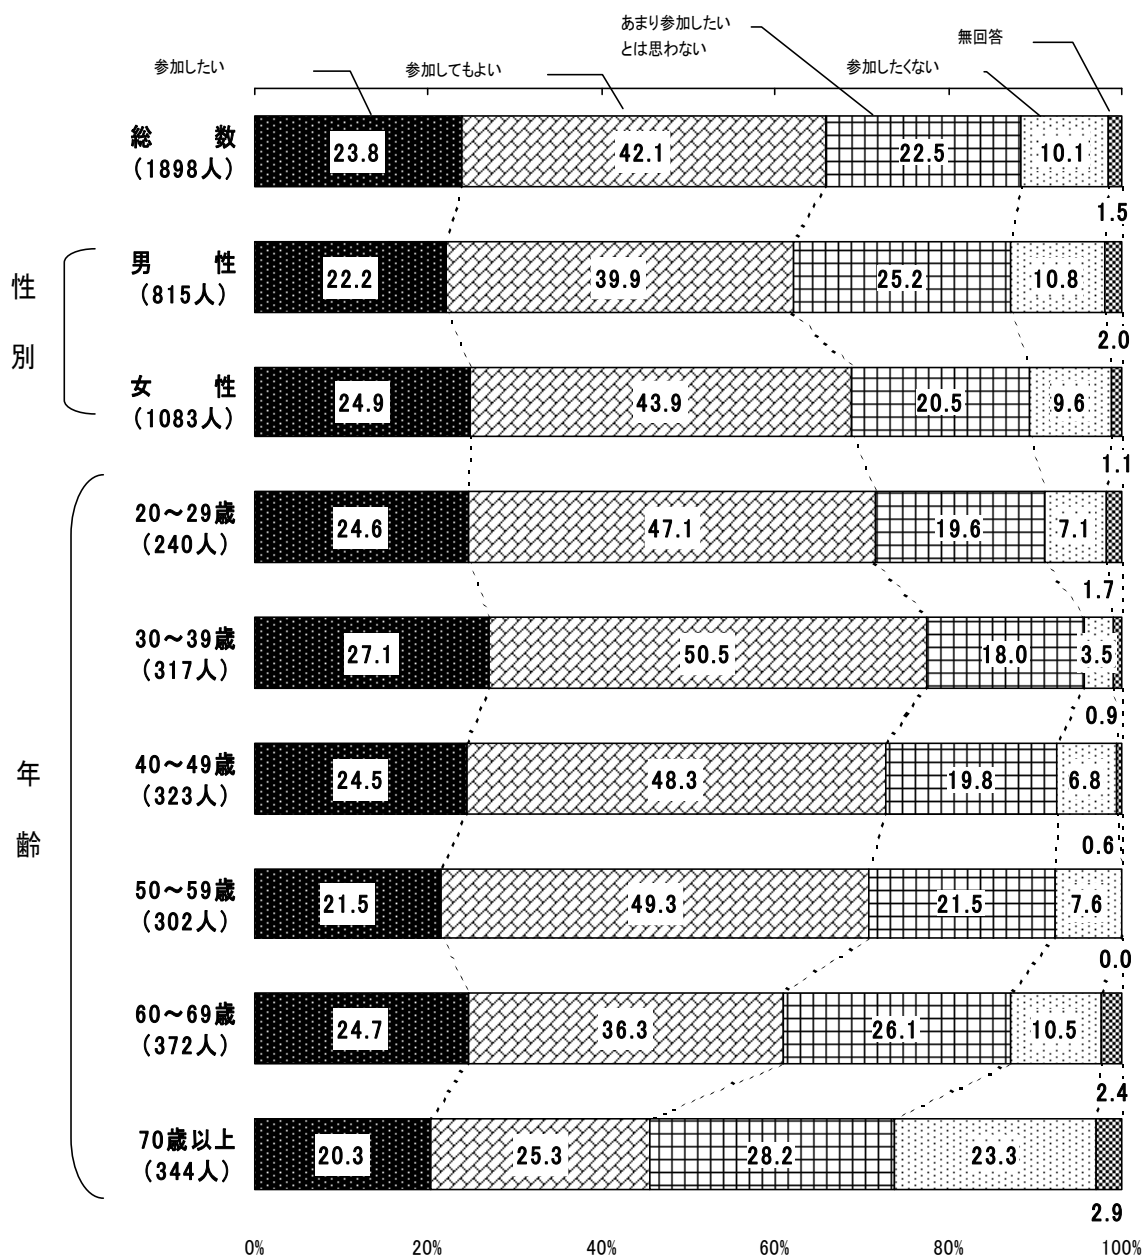 あまり参加したい
とは思わない
無回答
参加したい
参加してもよい
参加したくない
総 数
(1898人)
23.8 42.1 22.5 10.1
1.5
性 別
男 性
(815人)
22.2 39.9 25.2 10.8
2.0
女 性
(1083人)
24.9 43.9 20.5 9.6
1.1
年 齢
20～29歳
(240人)
24.6 47.1 19.6 7.1
1.7
30～39歳
(317人)
27.1 50.5 18.0 3.5
0.9
40～49歳
(323人)
24.5 48.3 19.8 6.8
0.6
50～59歳
(302人)
21.5 49.3 21.5 7.6
0.0
60～69歳
(372人)
24.7 36.3 26.1 10.5
2.4
70歳以上
(344人)
20.3 25.3 28.2 23.3
2.9
0% 20% 40% 60% 80% 100%